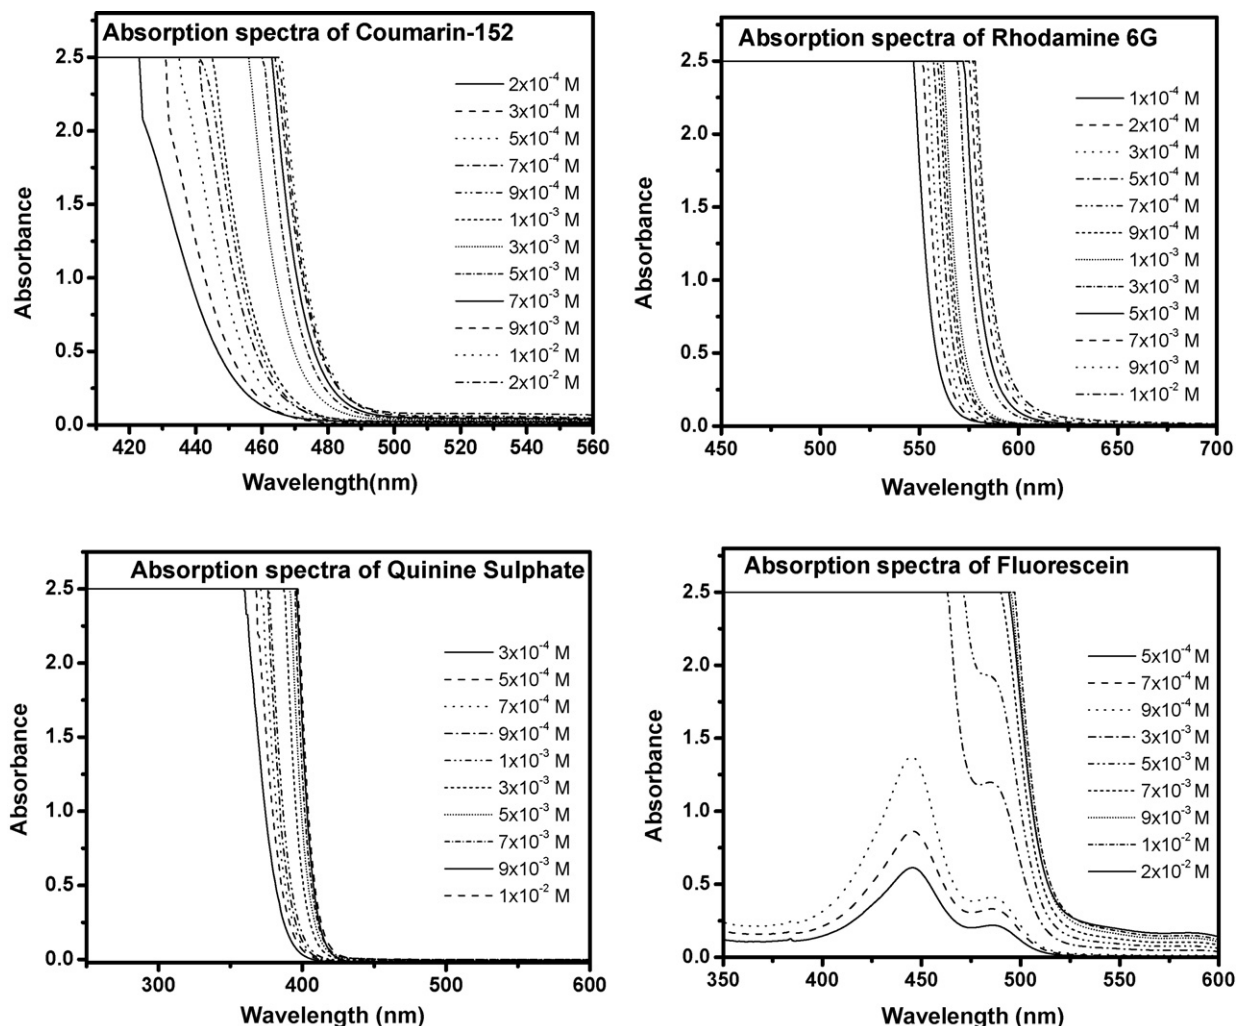 Absorption spectra of Coumarin-152
2.5
2.0
1.5
1.0
0.5
0.0
Absorbance
2x10⁻⁴ M
3x10⁻⁴ M
5x10⁻⁴ M
7x10⁻⁴ M
9x10⁻⁴ M
1x10⁻³ M
3x10⁻³ M
5x10⁻³ M
7x10⁻³ M
9x10⁻³ M
1x10⁻² M
2x10⁻² M
420 440 460 480 500 520 540 560
Wavelength(nm)
Absorption spectra of Rhodamine 6G
2.5
2.0
1.5
1.0
0.5
0.0
Absorbance
1x10⁻⁴ M
2x10⁻⁴ M
3x10⁻⁴ M
5x10⁻⁴ M
7x10⁻⁴ M
9x10⁻⁴ M
1x10⁻³ M
3x10⁻³ M
5x10⁻³ M
7x10⁻³ M
9x10⁻³ M
1x10⁻² M
450 500 550 600 650 700
Wavelength (nm)
Absorption spectra of Quinine Sulphate
2.5
2.0
1.5
1.0
0.5
0.0
Absorbance
3x10⁻⁴ M
5x10⁻⁴ M
7x10⁻⁴ M
9x10⁻⁴ M
1x10⁻³ M
3x10⁻³ M
5x10⁻³ M
7x10⁻³ M
9x10⁻³ M
1x10⁻² M
300 400 500 600
Wavelength (nm)
Absorption spectra of Fluorescein
2.5
2.0
1.5
1.0
0.5
0.0
Absorbance
5x10⁻⁴ M
7x10⁻⁴ M
9x10⁻⁴ M
3x10⁻³ M
5x10⁻³ M
7x10⁻³ M
9x10⁻³ M
1x10⁻² M
2x10⁻² M
350 400 450 500 550 600
Wavelength (nm)